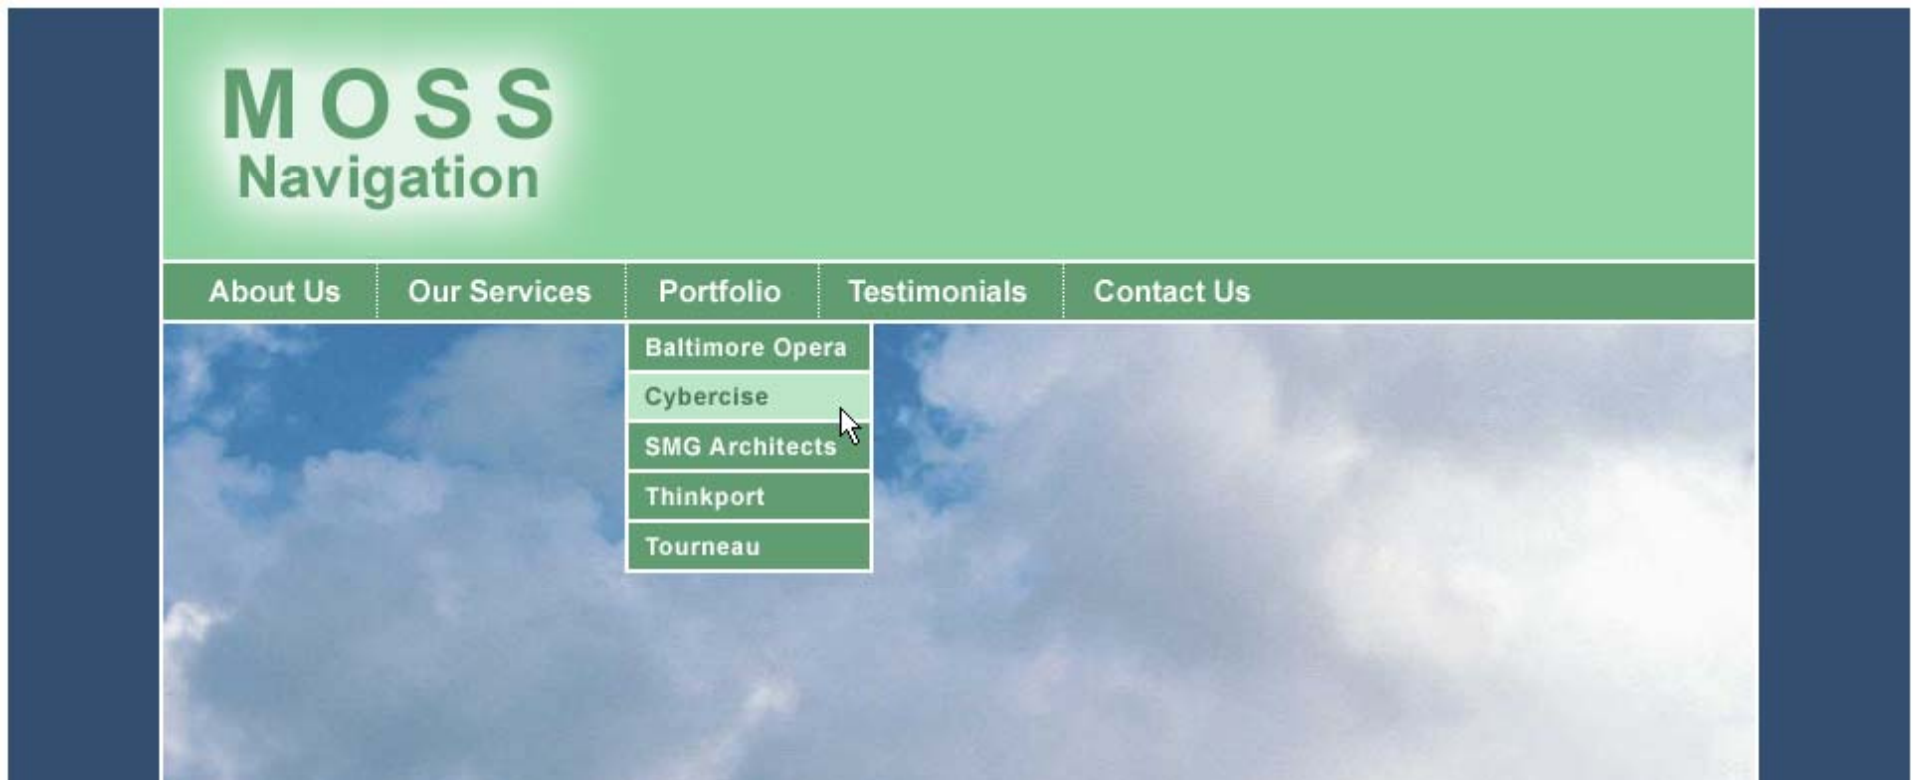 MOSS
Navigation
About Us Our Services Portfolio Testimonials Contact Us
Baltimore Opera
Cybercise
SMG Architects
Thinkport
Tourneau